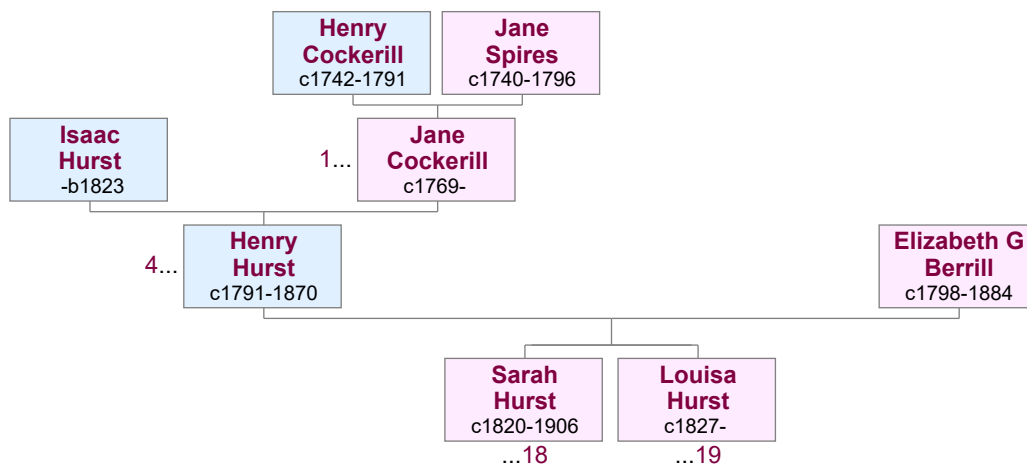 Henry
Cockerill
c1742-1791
Jane
Spires
c1740-1796
Isaac
Hurst
-b1823
1...
Jane
Cockerill
c1769-
4...
Henry
Hurst
c1791-1870
Elizabeth G
Berrill
c1798-1884
Sarah
Hurst
c1820-1906
...18
Louisa
Hurst
c1827-
...19